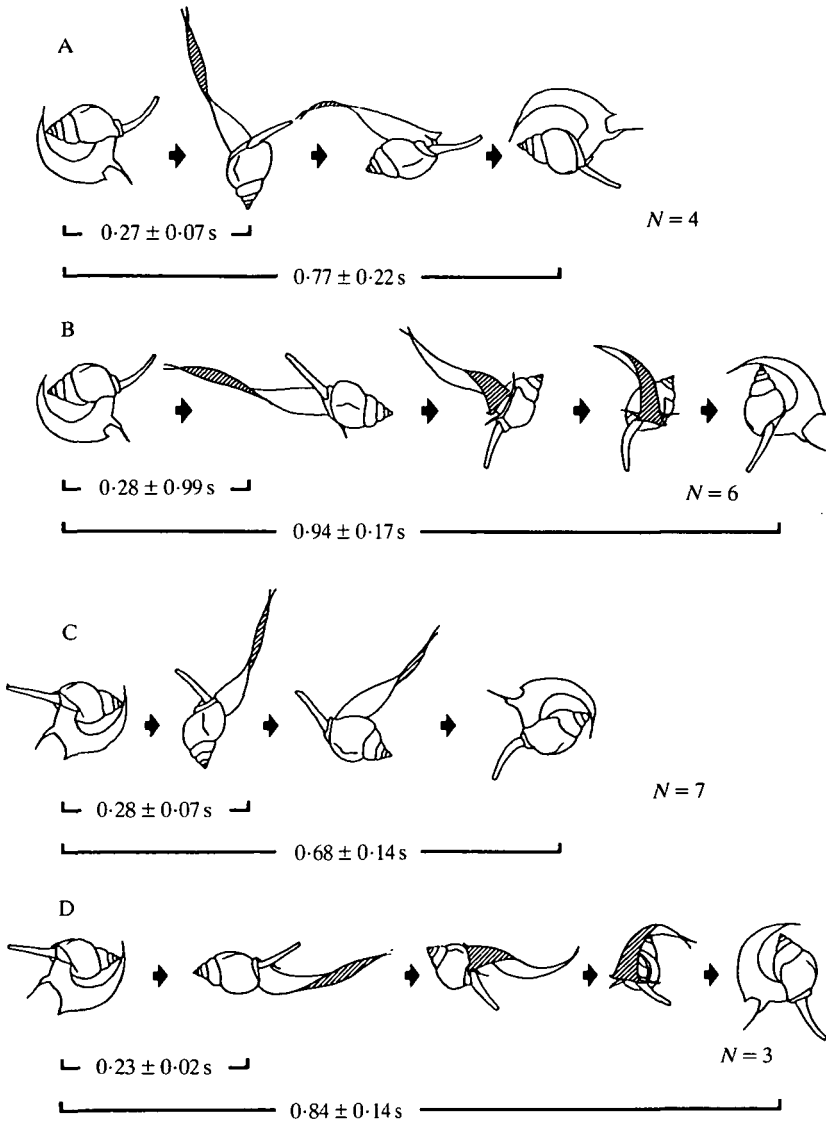 A
N = 4
0·27 ± 0·07 s
0·77 ± 0·22 s
B
0·28 ± 0·99 s
N = 6
0·94 ± 0·17 s
C
0·28 ± 0·07 s
N = 7
0·68 ± 0·14 s
D
N = 3
0·23 ± 0·02 s
0·84 ± 0·14 s